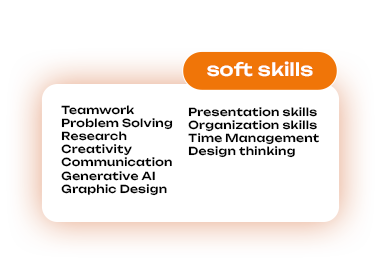 soft skills
Teamwork
Problem Solving
Research
Creativity
Communication
Generative AI
Graphic Design
Presentation skills
Organization skills
Time Management
Design thinking